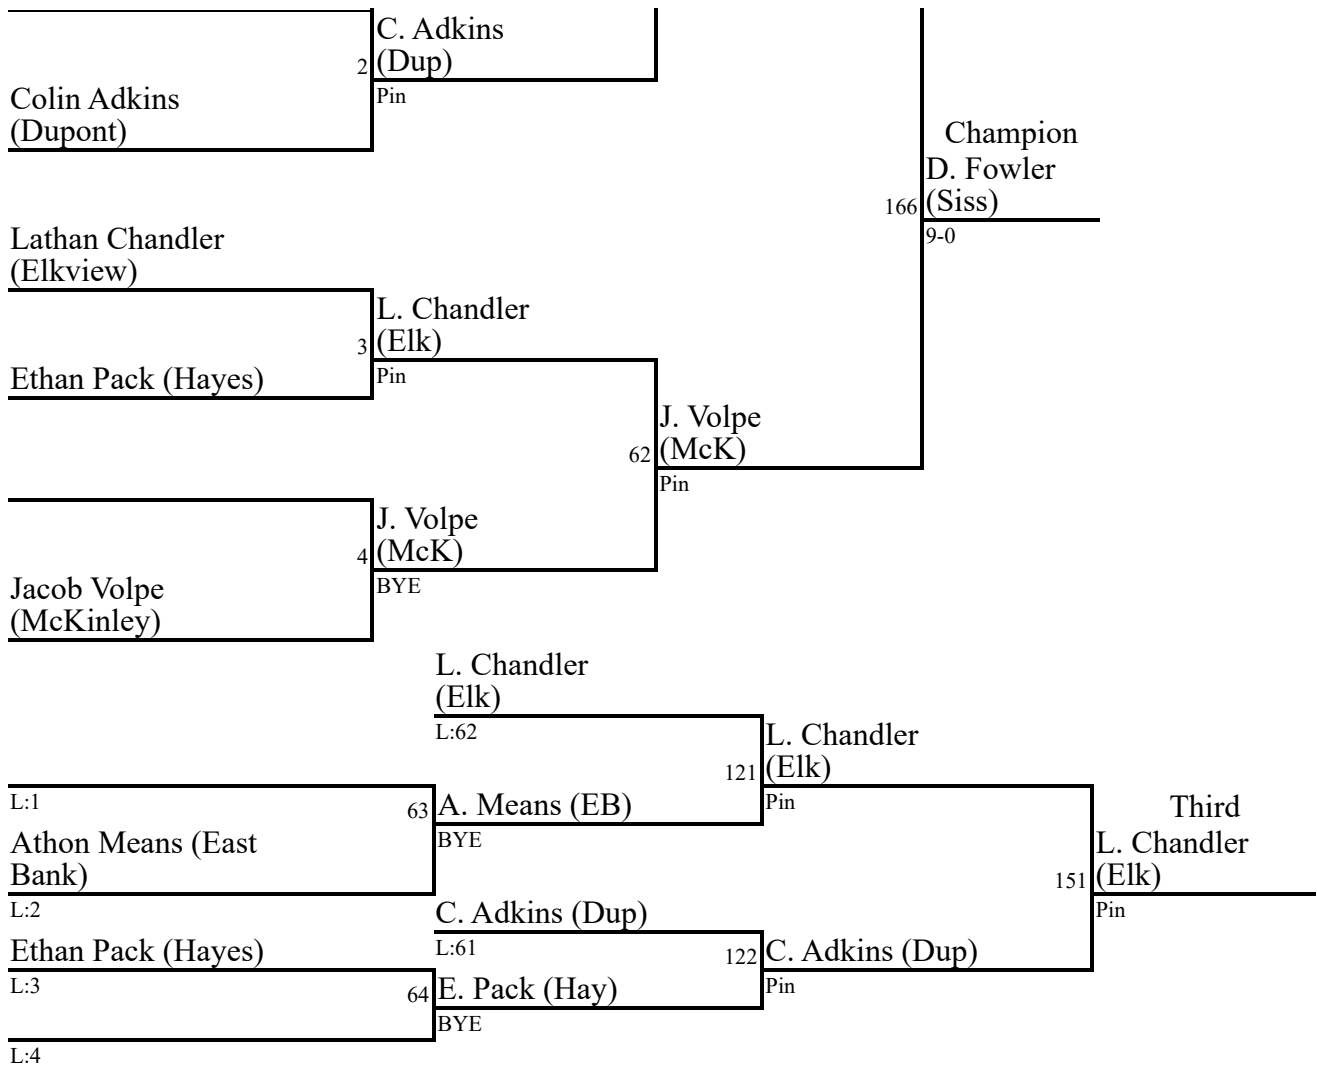 C. Adkins
(Dup)
2
Pin
Colin Adkins
(Dupont)
Champion
D. Fowler
(Siss)
166
9-0
Lathan Chandler
(Elkview)
L. Chandler
(Elk)
3
Pin
Ethan Pack (Hayes)
J. Volpe
(McK)
62
Pin
J. Volpe
(McK)
4
BYE
Jacob Volpe
(McKinley)
L. Chandler
(Elk)
L:62
L. Chandler
(Elk)
121
Pin
L:1
63
A. Means (EB)
BYE
Athon Means (East
Bank)
L:2
Third
L. Chandler
(Elk)
151
Pin
C. Adkins (Dup)
L:61
122
C. Adkins (Dup)
Pin
Ethan Pack (Hayes)
L:3
64
E. Pack (Hay)
BYE
L:4